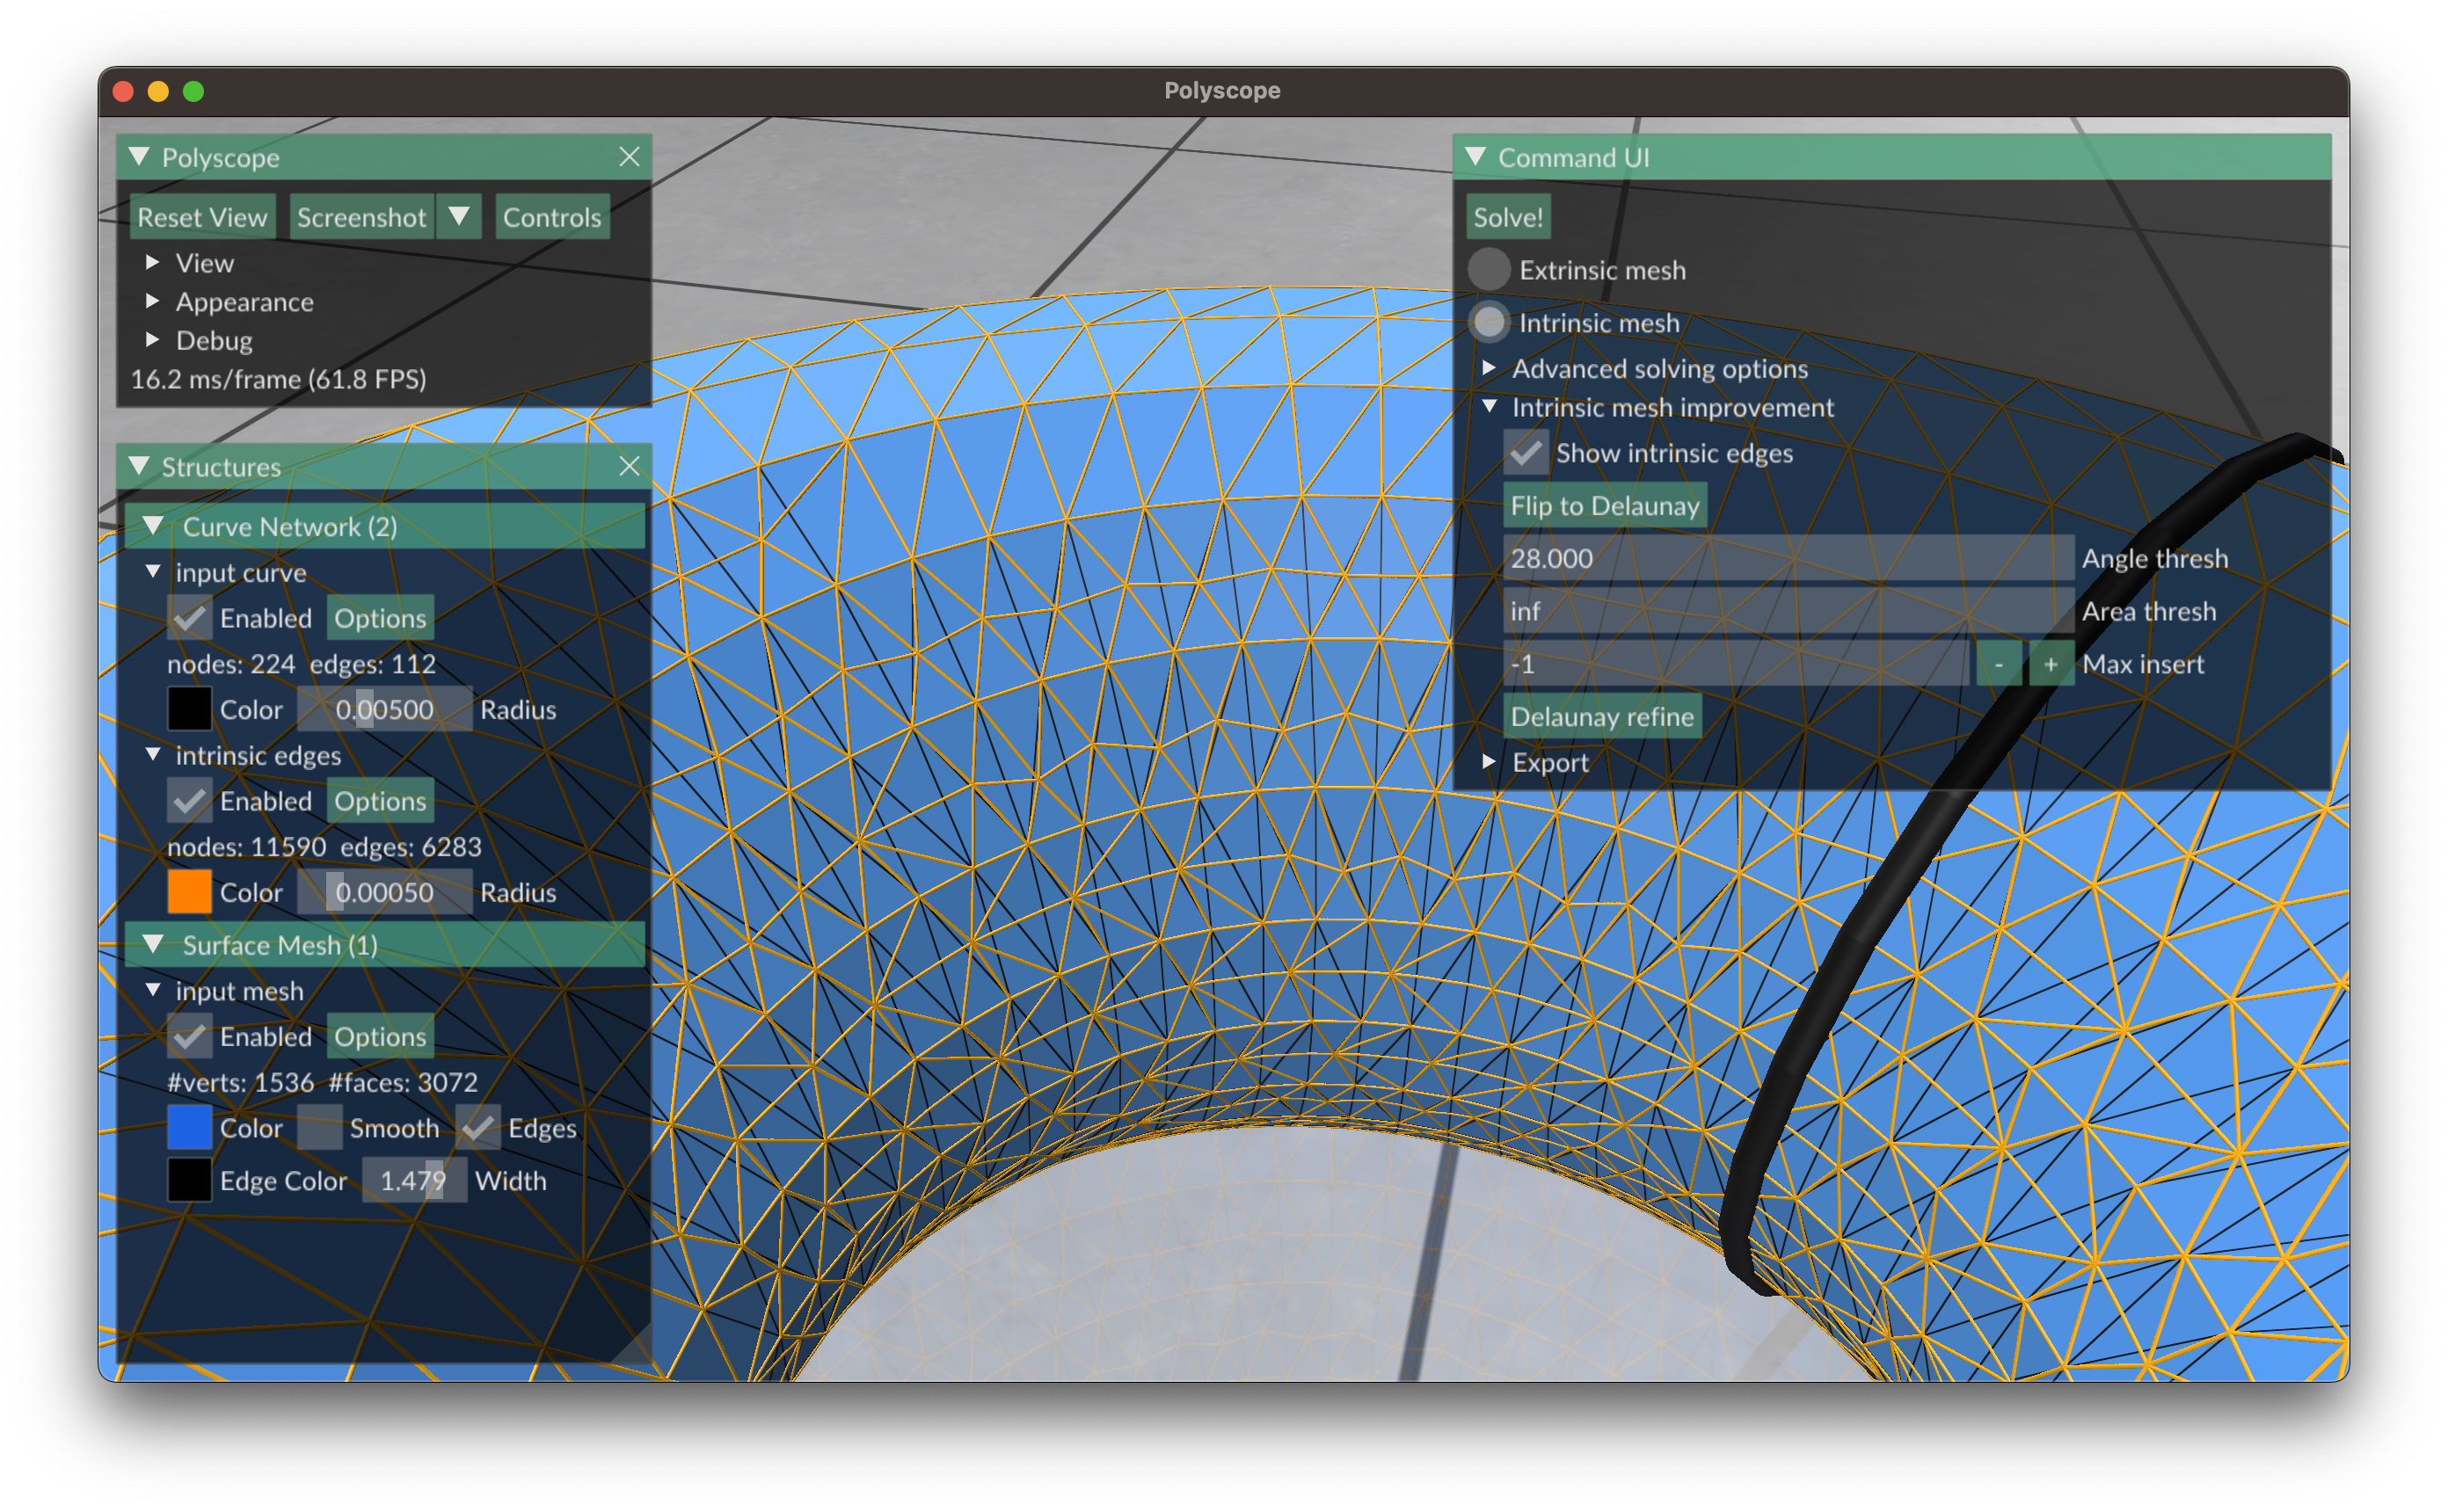 Polyscope
Polyscope
Reset View Screenshot Controls
View
Appearance
Debug
16.2 ms/frame (61.8 FPS)
Structures
Curve Network (2)
input curve
Enabled Options
nodes: 224 edges: 112
Color 0.00500 Radius
intrinsic edges
Enabled Options
nodes: 11590 edges: 6283
Color 0.00050 Radius
Surface Mesh (1)
input mesh
Enabled Options
#verts: 1536 #faces: 3072
Color Smooth Edges
Edge Color 1.479 Width
Command UI
Solve!
Extrinsic mesh
Intrinsic mesh
Advanced solving options
Intrinsic mesh improvement
Show intrinsic edges
Flip to Delaunay
28.000 Angle thresh
inf Area thresh
-1 - + Max insert
Delaunay refine
Export